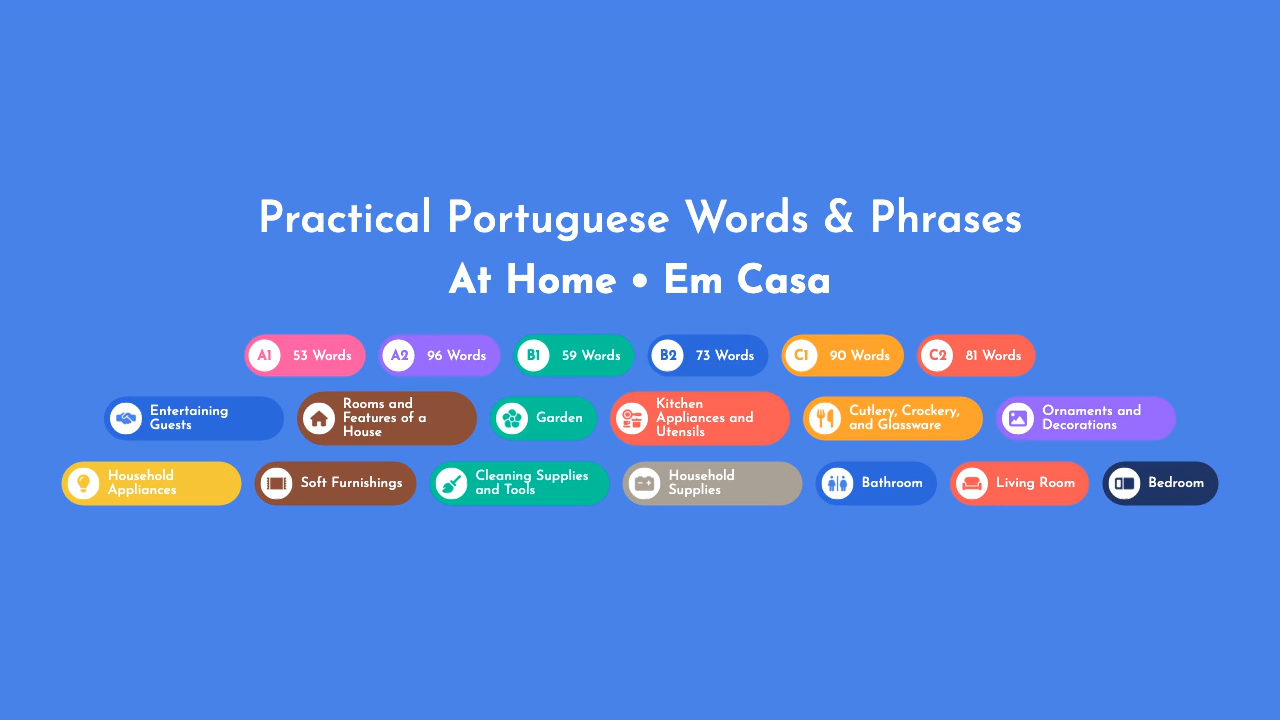 Practical Portuguese Words & Phrases
At Home • Em Casa
A1 53 Words
A2 96 Words
B1 59 Words
B2 73 Words
C1 90 Words
C2 81 Words
Entertaining
Guests
Rooms and
Features of a
House
Garden
Kitchen
Appliances and
Utensils
Cutlery, Crockery,
and Glassware
Ornaments and
Decorations
Household
Appliances
Soft Furnishings
Cleaning Supplies
and Tools
Household
Supplies
Bathroom
Living Room
Bedroom